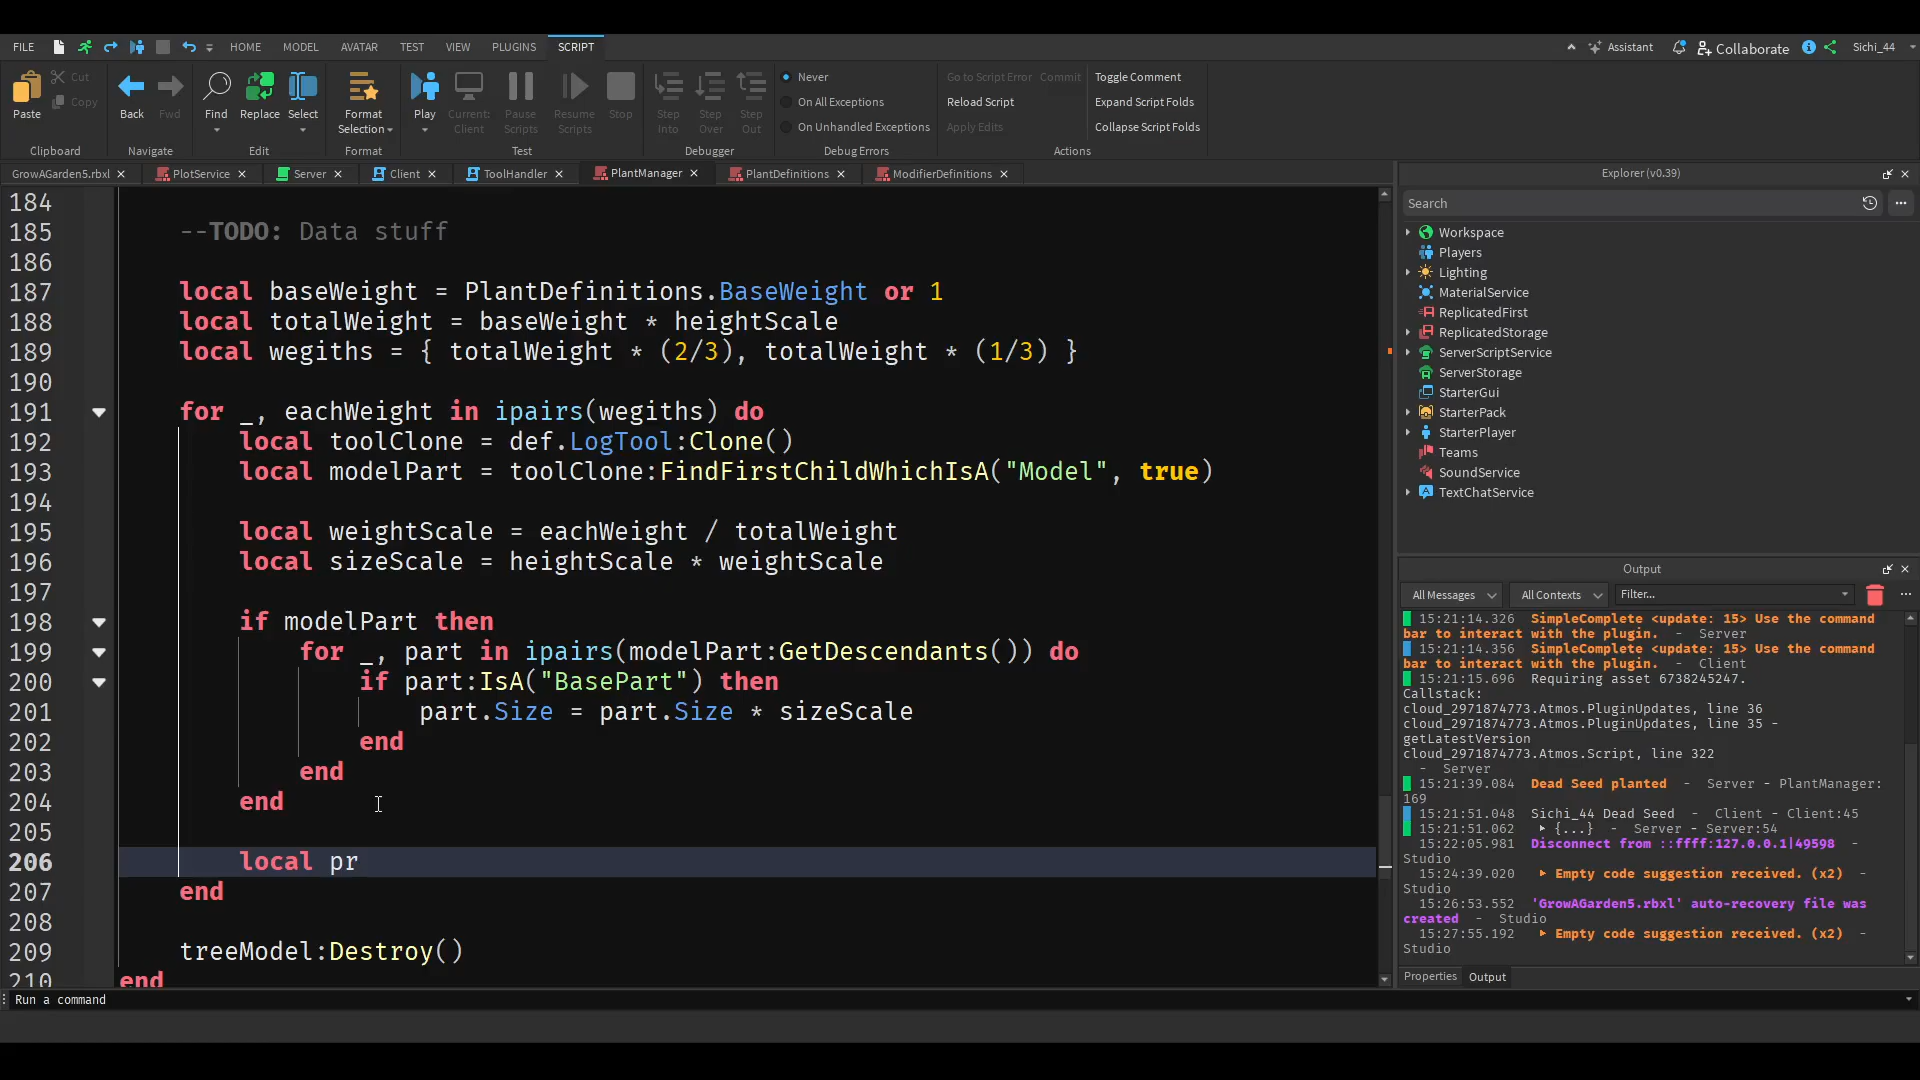 FILE HOME MODEL AVATAR TEST VIEW PLUGINS SCRIPT Assistant Collaborate Sichi_44
Cut Never Go to Script Error Commit Toggle Comment
Copy On All Exceptions Reload Script Expand Script Folds
Paste Back Fwd Find Replace Select Format Selection Play Current: Client Pause Scripts Resume Scripts Stop Step Into Step Over Step Out On Unhandled Exceptions Apply Edits Collapse Script Folds
Clipboard Navigate Edit Format Test Debugger Debug Errors Actions
GrowAGarden5.rbxl PlotService Server Client ToolHandler PlantManager PlantDefinitions ModifierDefinitions
184
185 --TODO: Data stuff
186
187 local baseWeight = PlantDefinitions.BaseWeight or 1
188 local totalWeight = baseWeight * heightScale
189 local wegiths = { totalWeight * (2/3), totalWeight * (1/3) }
190
191 for _, eachWeight in ipairs(wegiths) do
192 local toolClone = def.LogTool:Clone()
193 local modelPart = toolClone:FindFirstChildWhichIsA("Model", true)
194
195 local weightScale = eachWeight / totalWeight
196 local sizeScale = heightScale * weightScale
197
198 if modelPart then
199 for _, part in ipairs(modelPart:GetDescendants()) do
200 if part:IsA("BasePart") then
201 part.Size = part.Size * sizeScale
202 end
203 end
204 end
205
206 local pr
207 end
208
209 treeModel:Destroy()
210 end
Run a command
Explorer (v0.39)
Search
Workspace
Players
Lighting
MaterialService
ReplicatedFirst
ReplicatedStorage
ServerScriptService
ServerStorage
StarterGui
StarterPack
StarterPlayer
Teams
SoundService
TextChatService
Output
All Messages All Contexts Filter...
15:21:14.326 SimpleComplete <update: 15> Use the command
bar to interact with the plugin. - Server
15:21:14.356 SimpleComplete <update: 15> Use the command
bar to interact with the plugin. - Client
15:21:15.696 Requiring asset 6738245247.
Callstack:
cloud_2971874773.Atmos.PluginUpdates, line 36
cloud_2971874773.Atmos.PluginUpdates, line 35 -
getLatestVersion
cloud_2971874773.Atmos.Script, line 322
- Server
15:21:39.084 Dead Seed planted - Server - PlantManager:
169
15:21:51.048 Sichi_44 Dead Seed - Client - Client:45
15:21:51.062 {...} - Server - Server:54
15:22:05.981 Disconnect from ::ffff:127.0.0.1|49598 -
Studio
15:24:39.020 Empty code suggestion received. (x2) -
Studio
15:26:53.552 'GrowAGarden5.rbxl' auto-recovery file was
created - Studio
15:27:55.192 Empty code suggestion received. (x2) -
Studio
Properties Output